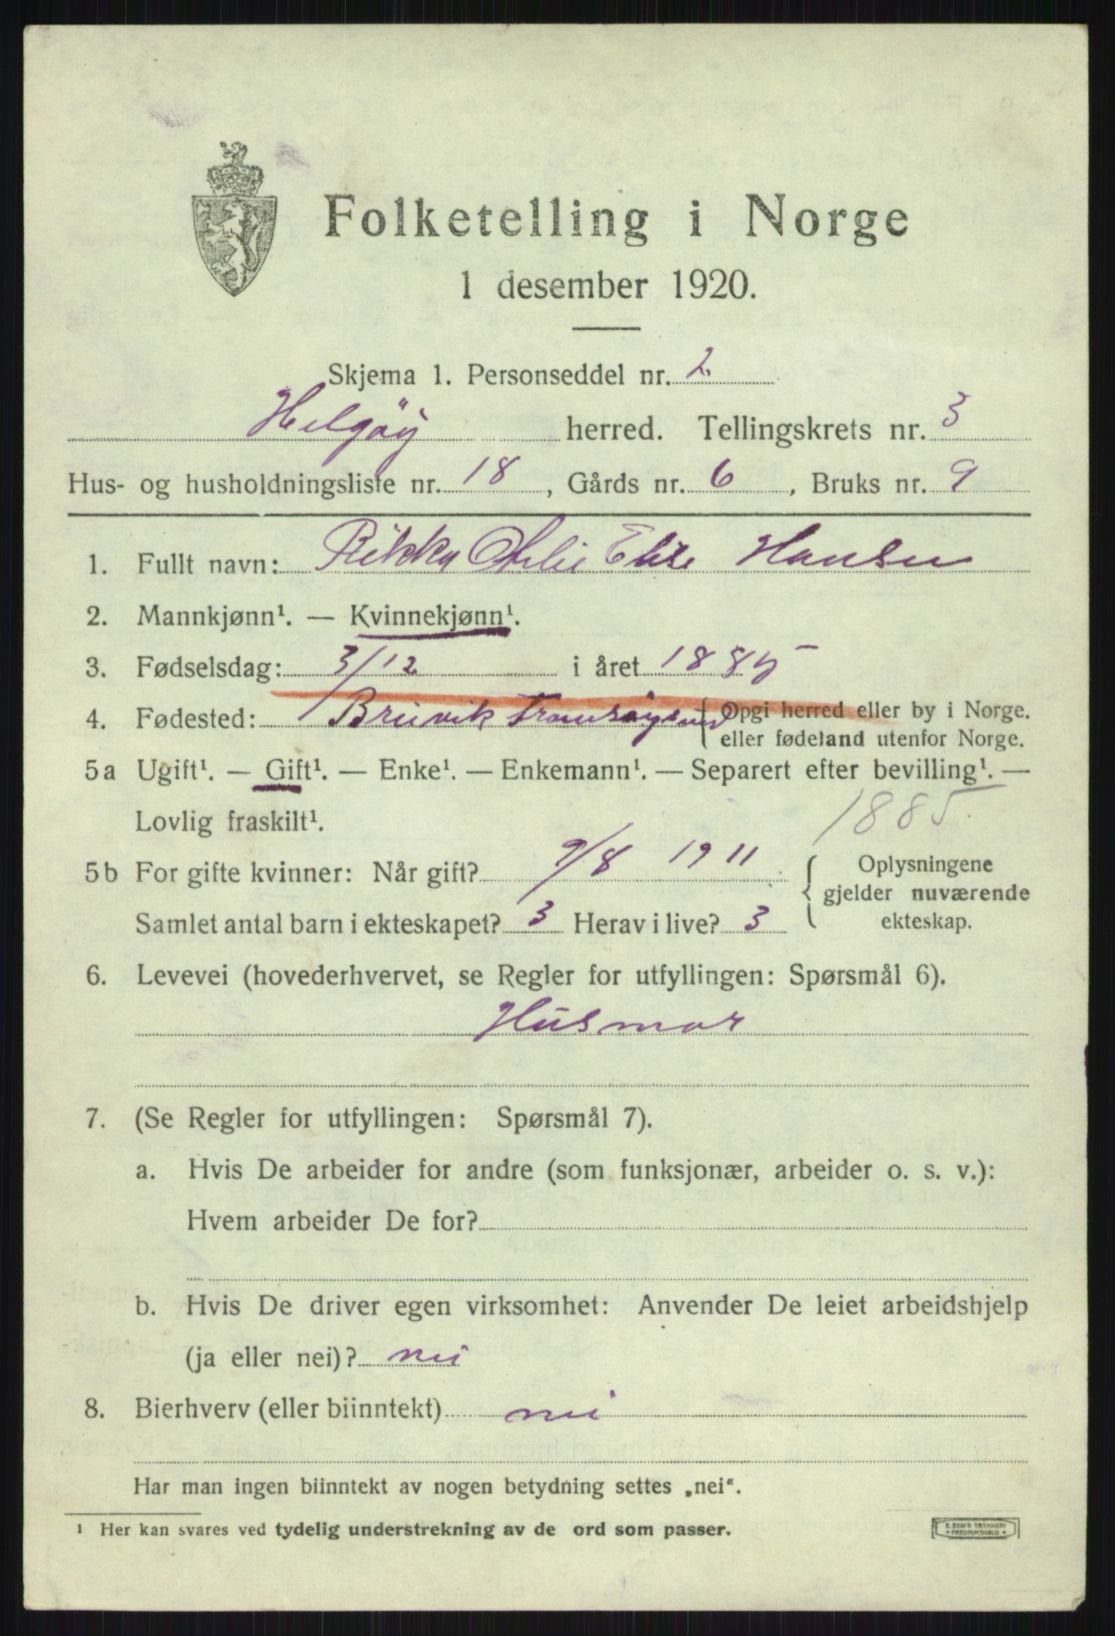 Folketelling i Norge
1 desember 1920.
Skjema 1. Personseddel nr. 2
Helgöy herred. Tellingskrets nr. 3
Hus- og husholdningsliste nr. 18, Gårds nr. 6, Bruks nr. 9
1. Fullt navn: Rikka Elise Hansen
2. Mannkjønn¹. — Kvinnekjønn¹.
3. Fødselsdag: 3/12 i året 1885
4. Fødested: Brüvik Tromsöysund { Opgi herred eller by i Norge.
eller fødeland utenfor Norge.
5a Ugift¹. — Gift¹. — Enke¹. — Enkemann¹. — Separert efter bevilling¹. —
Lovlig fraskilt¹. 1885.
5b For gifte kvinner: Når gift? 9/8 1911 { Oplysningene
gjelder nuværende
ekteskap.
Samlet antal barn i ekteskapet? 3 Herav i live? 3
6. Levevei (hovederhvervet, se Regler for utfyllingen: Spørsmål 6).
Hüsmor
7. (Se Regler for utfyllingen: Spørsmål 7).
a. Hvis De arbeider for andre (som funksjonær, arbeider o. s. v.):
Hvem arbeider De for?
b. Hvis De driver egen virksomhet: Anvender De leiet arbeidshjelp
(ja eller nei)? nei
8. Bierhverv (eller biinntekt) nei
Har man ingen biinntekt av nogen betydning settes „nei".
¹ Her kan svares ved tydelig understrekning av de ord som passer.